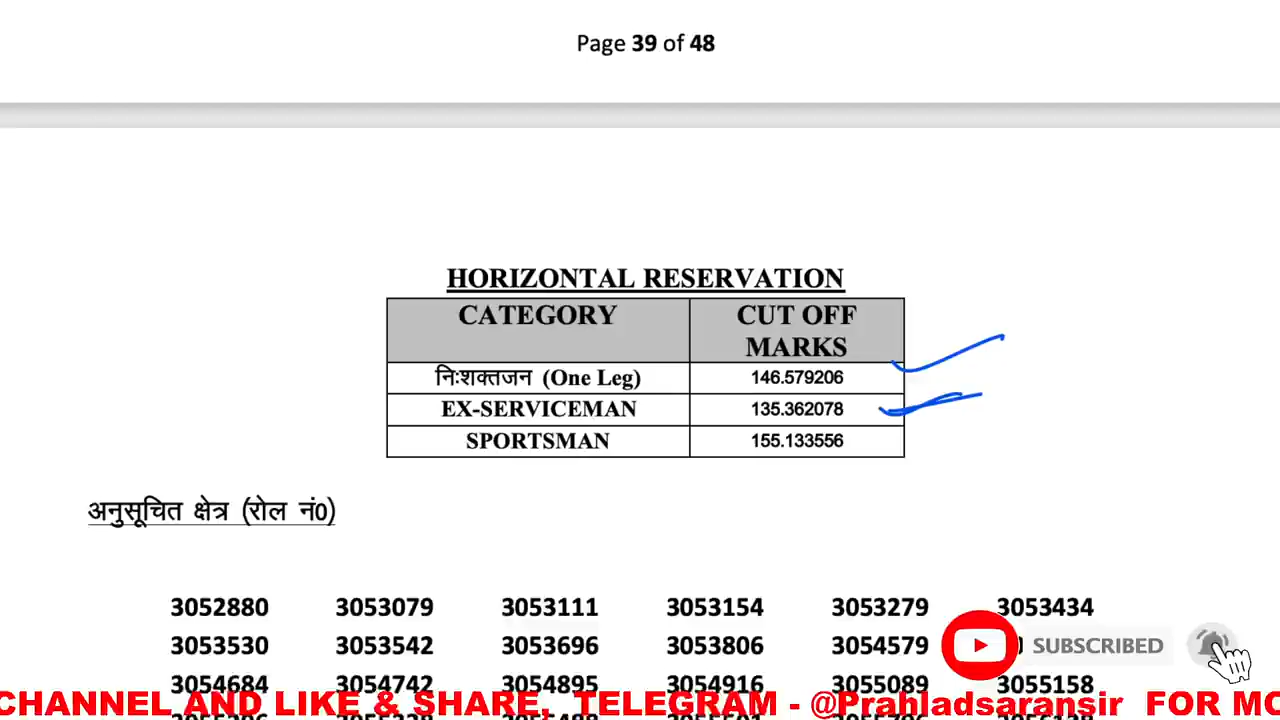 Page 39 of 48
HORIZONTAL RESERVATION
CATEGORY CUT OFF MARKS
निःशक्तजन (One Leg) 146.579206
EX-SERVICEMAN 135.362078
SPORTSMAN 155.133556
अनुसूचित क्षेत्र (रोल नं0)
3052880 3053079 3053111 3053154 3053279 3053434
3053530 3053542 3053696 3053806 3054579
SUBSCRIBED
3054684 3054742 3054895 3054916 3055089 3055158
CHANNEL AND LIKE & SHARE, TELEGRAM - @Prahladsaransir FOR MO